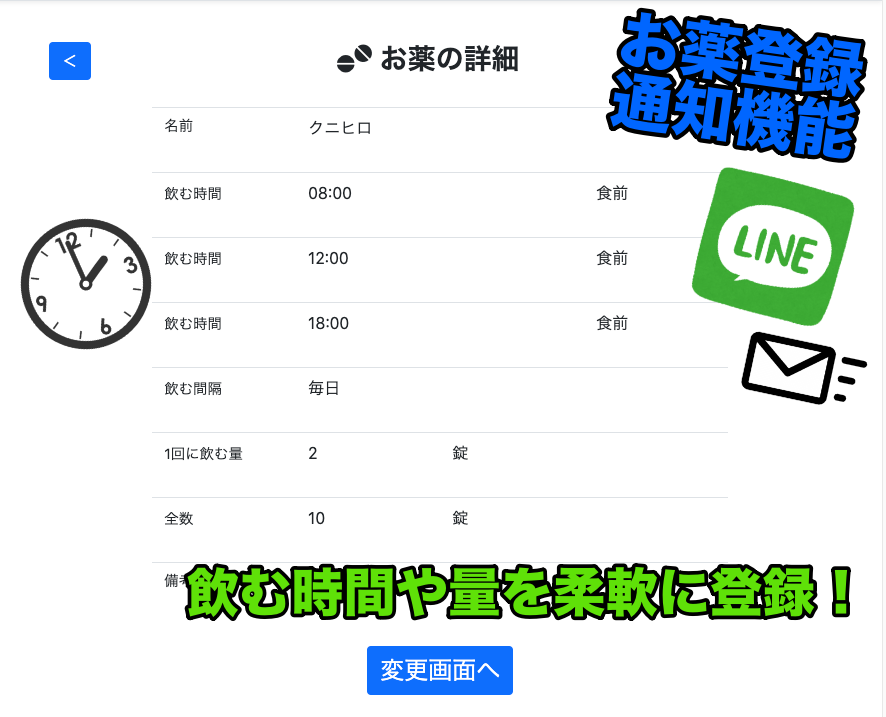 <
お薬の詳細
お薬登録
通知機能
名前 クニヒロ
飲む時間 08:00 食前
LINE
飲む時間 12:00 食前
飲む時間 18:00 食前
12
3
6
9
飲む間隔 毎日
1回に飲む量 2 錠
全数 10 錠
飲む時間や量を柔軟に登録！
変更画面へ